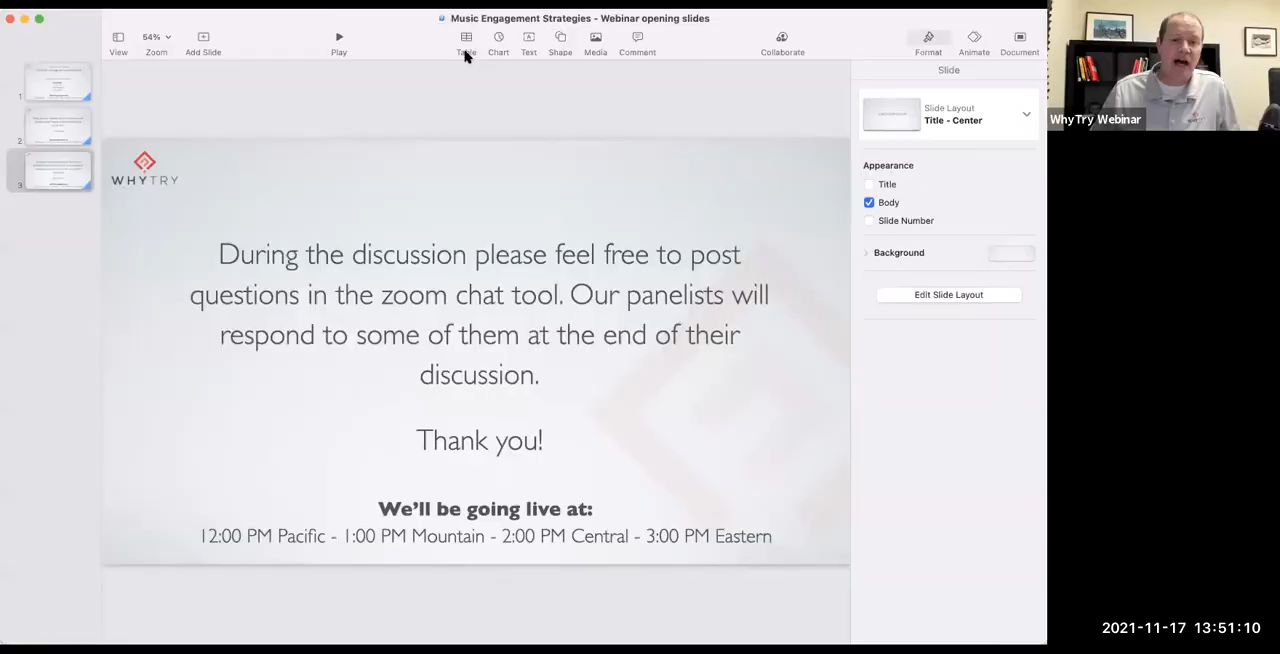 Music Engagement Strategies - Webinar opening slides
54%
View
Zoom
Add Slide
Play
Table
Chart
Text
Shape
Media
Comment
Collaborate
Format
Animate
Document
Slide
Slide Layout
Title - Center
Appearance
Title
Body
Slide Number
Background
Edit Slide Layout
1
2
3
WHYTRY
During the discussion please feel free to post
questions in the zoom chat tool. Our panelists will
respond to some of them at the end of their
discussion.
Thank you!
We'll be going live at:
12:00 PM Pacific - 1:00 PM Mountain - 2:00 PM Central - 3:00 PM Eastern
WhyTry Webinar
2021-11-17 13:51:10